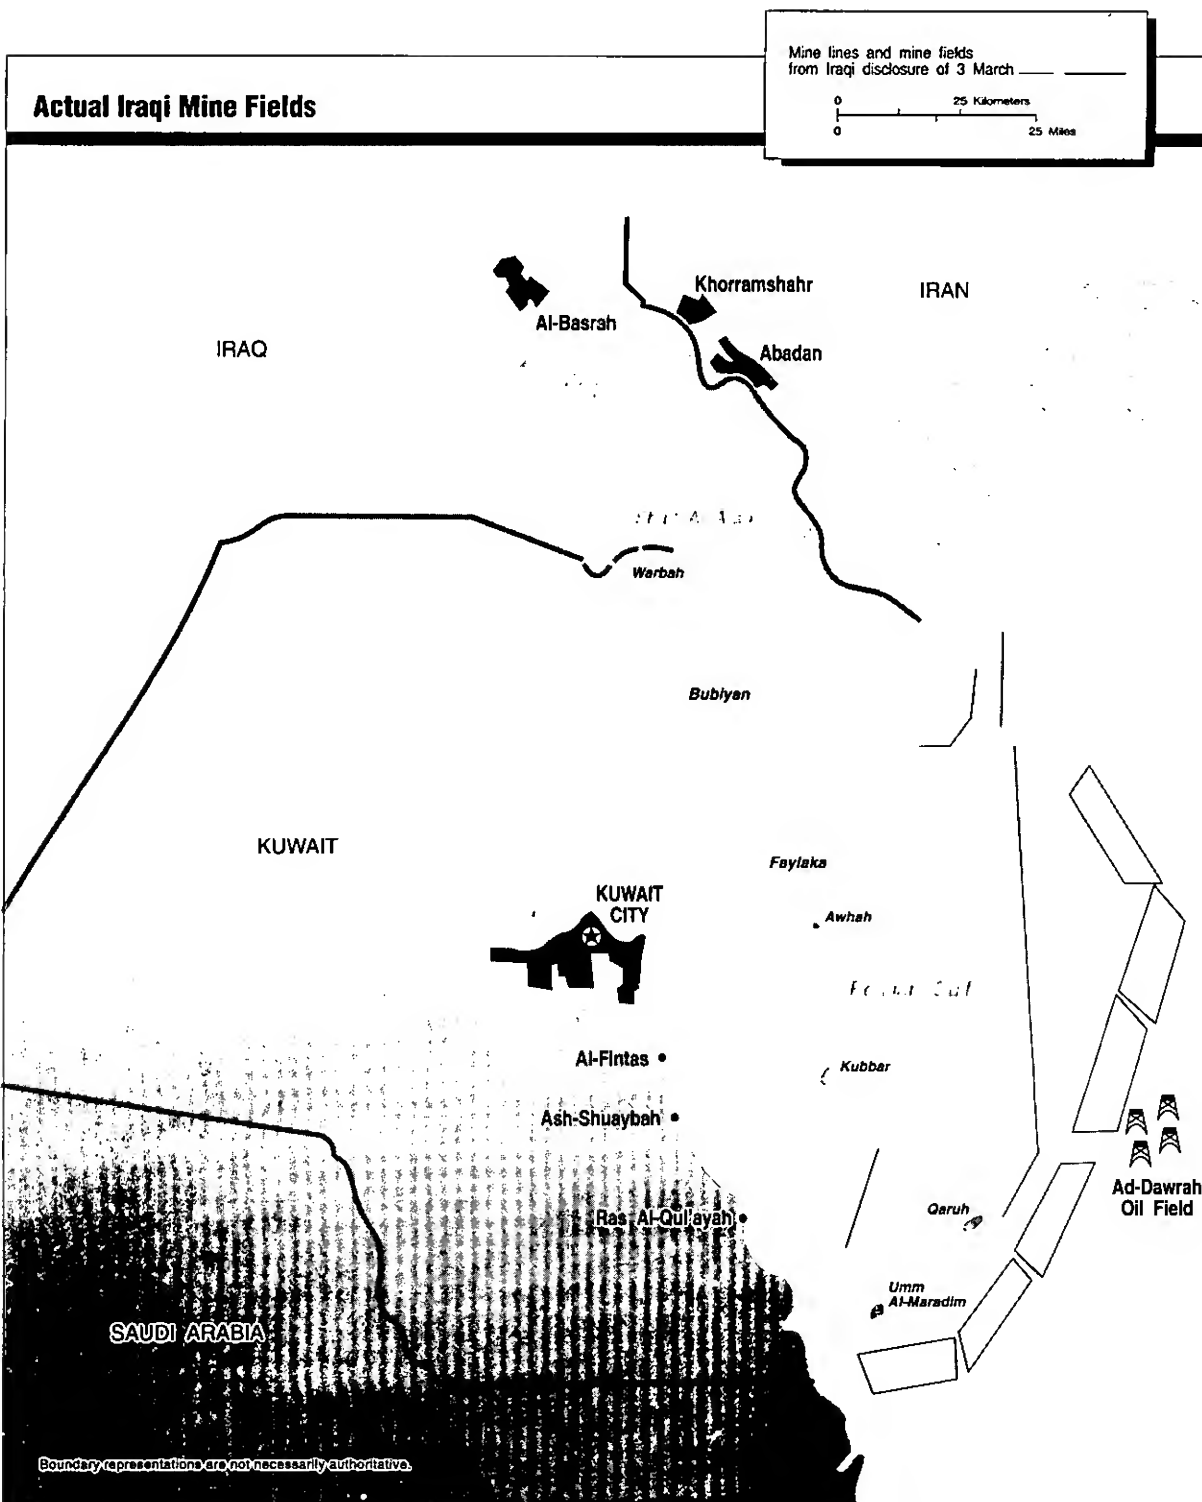 Mine lines and mine fields
from Iraqi disclosure of 3 March
0 25 Kilometers
0 25 Miles
Actual Iraqi Mine Fields
Khorramshahr
IRAN
Al-Basrah
IRAQ
Abadan
Warbah
Bubiyan
KUWAIT
Faylaka
KUWAIT
CITY
Awhah
Al-Fintas
Kubbar
Ash-Shuaybah
Ad-Dawrah
Oil Field
Qaruh
Ras Al-Qul'ayah
Umm
Al-Maradim
SAUDI ARABIA
Boundary representations are not necessarily authoritative.